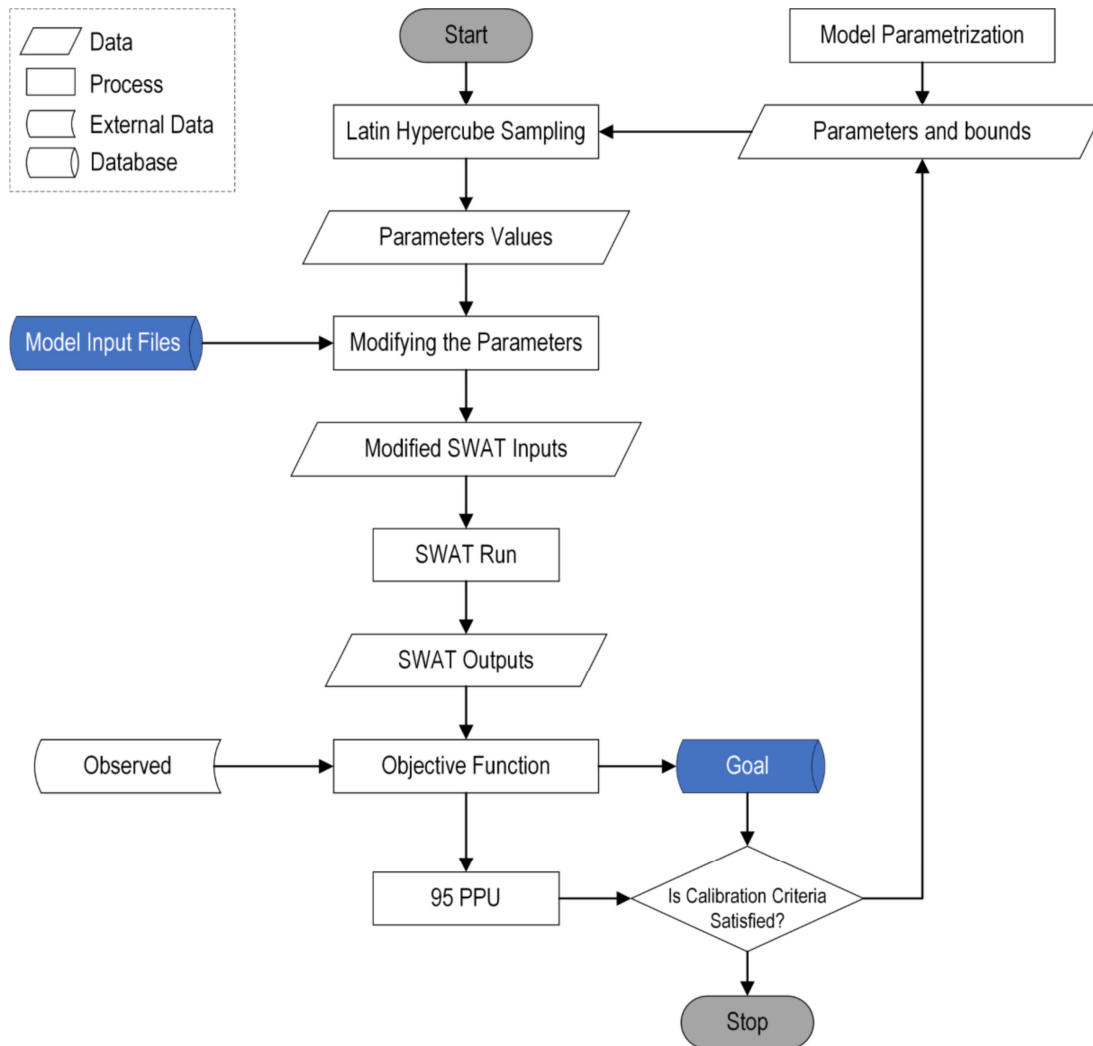 Data
Process
External Data
Database
Start
Model Parametrization
Latin Hypercube Sampling
Parameters and bounds
Parameters Values
Model Input Files
Modifying the Parameters
Modified SWAT Inputs
SWAT Run
SWAT Outputs
Observed
Objective Function
Goal
95 PPU
Is Calibration Criteria
Satisfied?
Stop